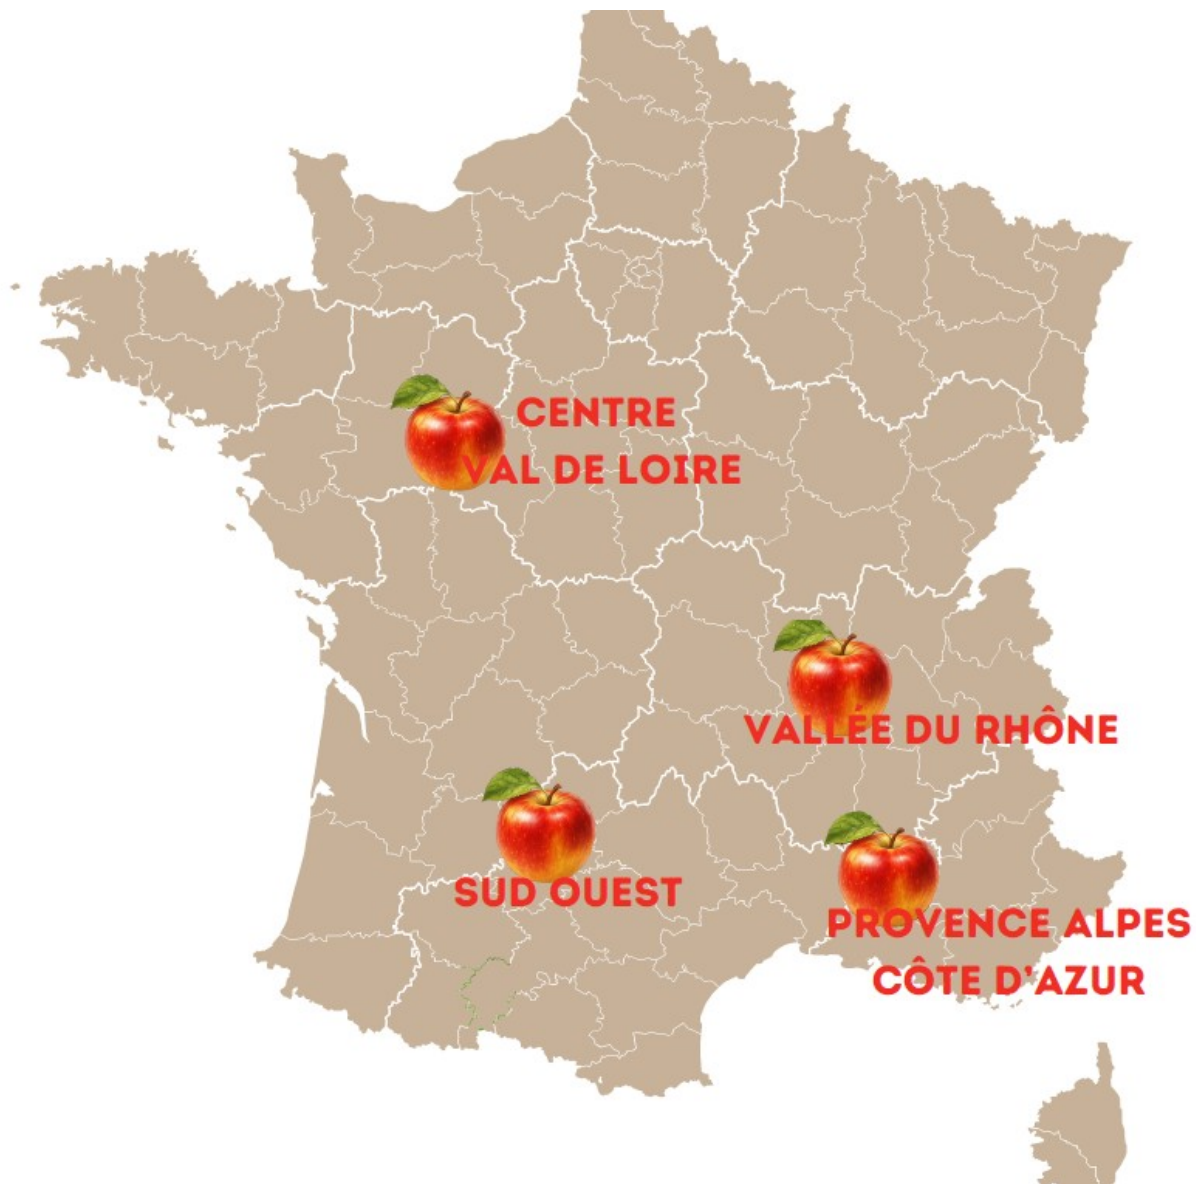 CENTRE
VAL DE LOIRE
VALLÉE DU RHÔNE
SUD OUEST
PROVENCE ALPES
CÔTE D'AZUR